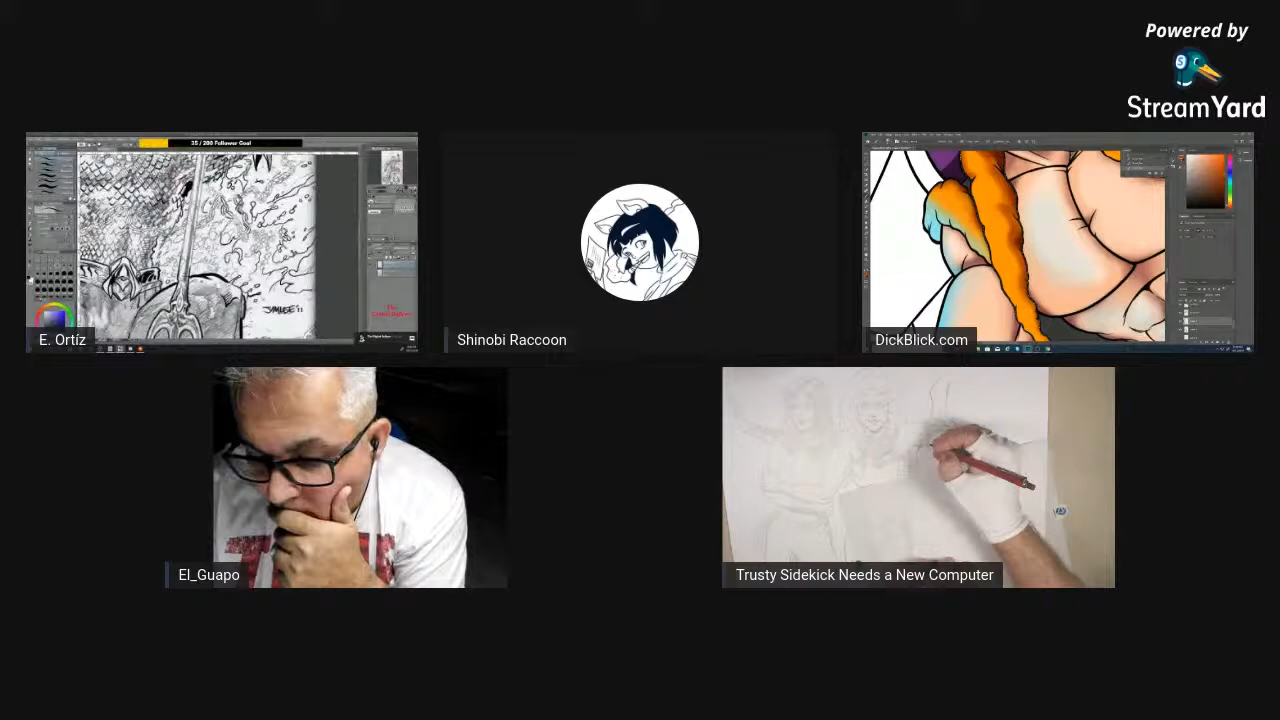 Powered by
StreamYard
35 / 200 Follower Goal
E. Ortíz
Shinobi Raccoon
DickBlick.com
El_Guapo
Trusty Sidekick Needs a New Computer